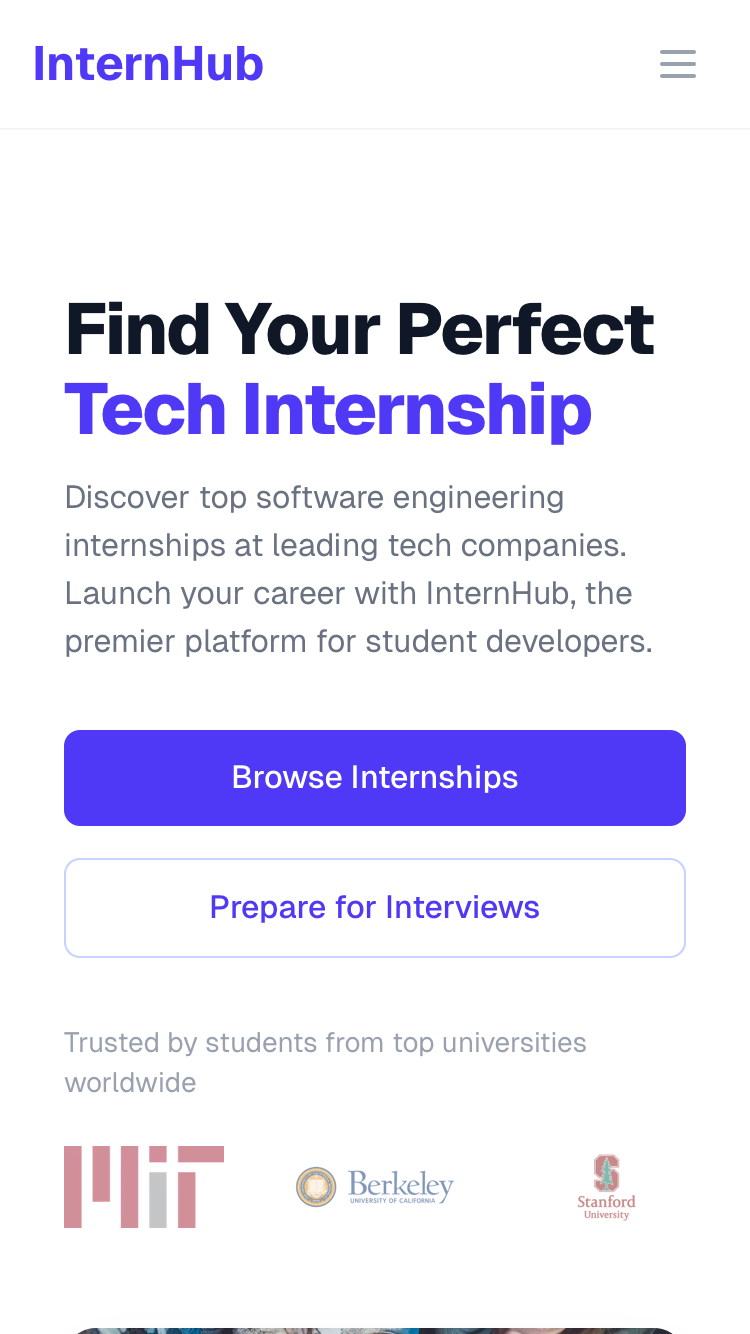 InternHub
Find Your Perfect
Tech Internship
Discover top software engineering
internships at leading tech companies.
Launch your career with InternHub, the
premier platform for student developers.
Browse Internships
Prepare for Interviews
Trusted by students from top universities
worldwide
MIT
Berkeley
UNIVERSITY OF CALIFORNIA
S
Stanford
University